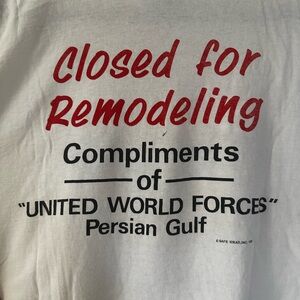 Closed for
Remodeling
Compliments
of
"UNITED WORLD FORCES"
Persian Gulf